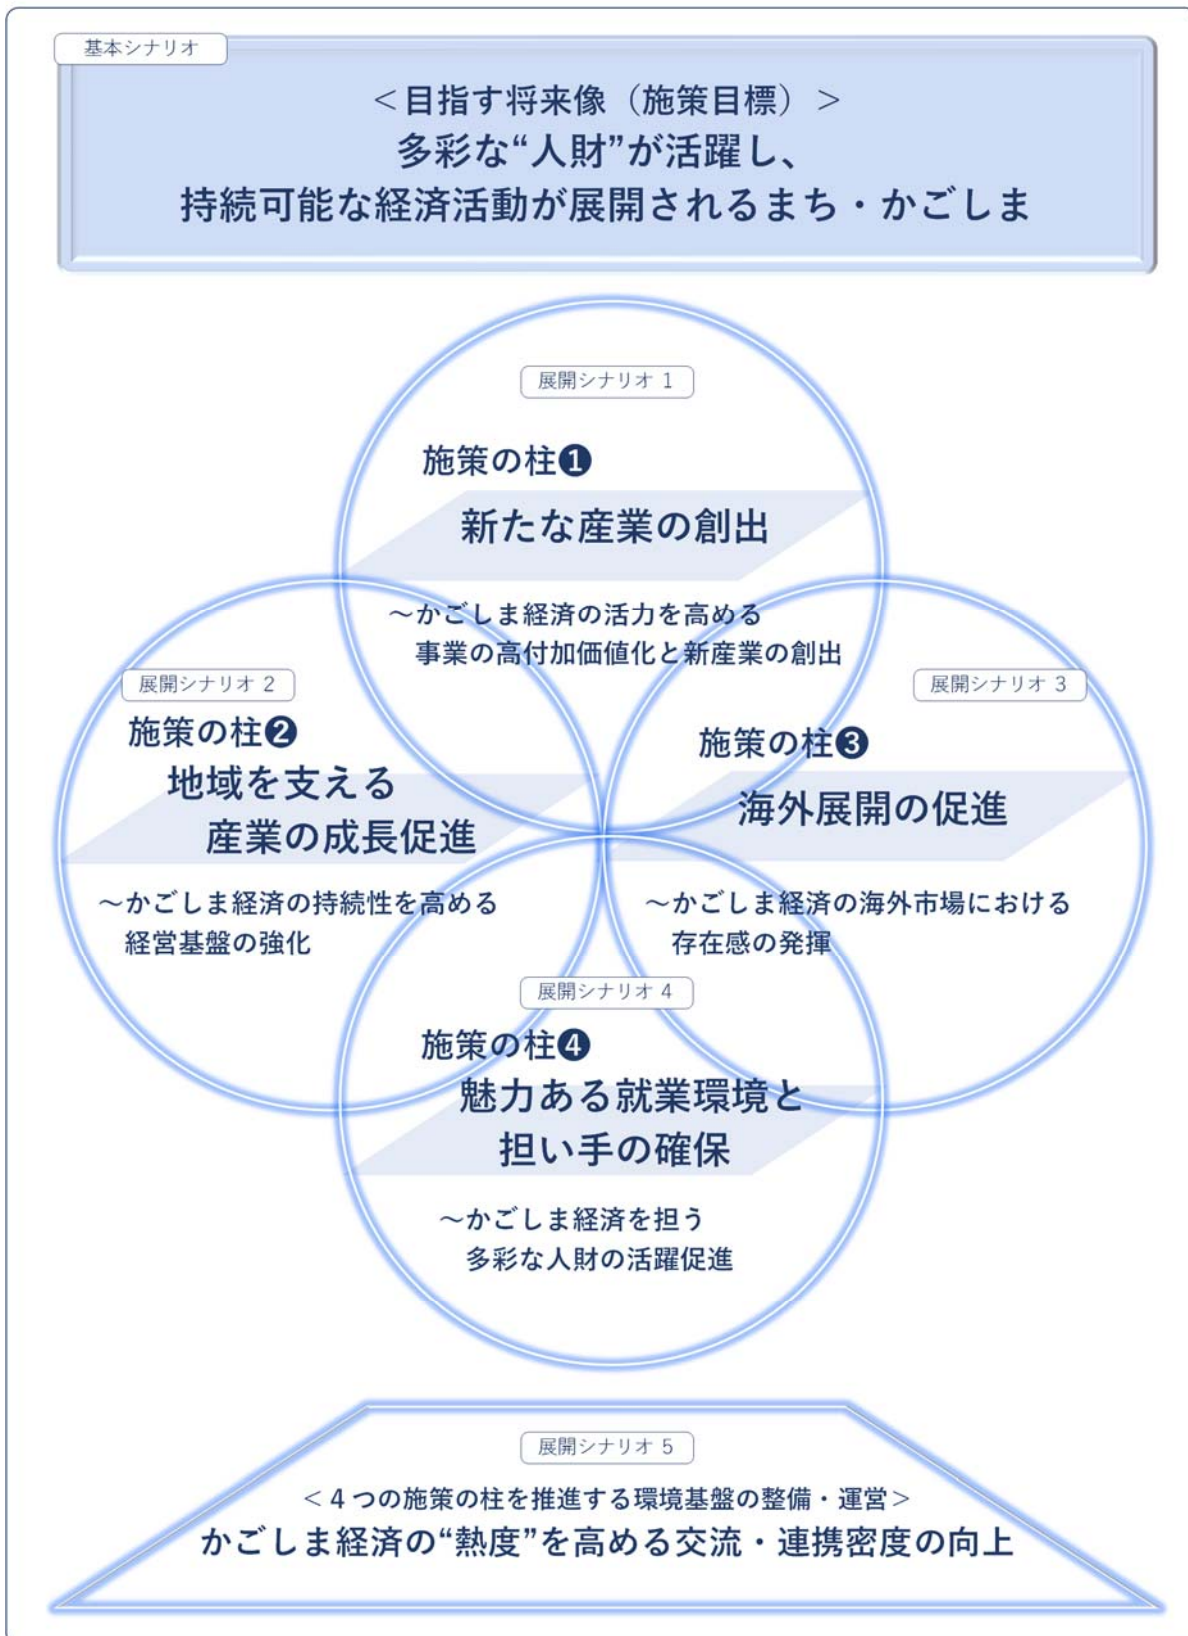 基本シナリオ
＜目指す将来像（施策目標）＞
多彩な“人財”が活躍し、
持続可能な経済活動が展開されるまち・かごしま
展開シナリオ 1
施策の柱❶
新たな産業の創出
～かごしま経済の活力を高める
事業の高付加価値化と新産業の創出
展開シナリオ 2
施策の柱❷
地域を支える
産業の成長促進
～かごしま経済の持続性を高める
経営基盤の強化
展開シナリオ 3
施策の柱❸
海外展開の促進
～かごしま経済の海外市場における
存在感の発揮
展開シナリオ 4
施策の柱❹
魅力ある就業環境と
担い手の確保
～かごしま経済を担う
多彩な人財の活躍促進
展開シナリオ 5
＜４つの施策の柱を推進する環境基盤の整備・運営＞
かごしま経済の“熱度”を高める交流・連携密度の向上